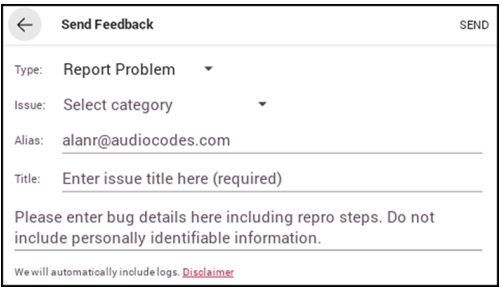 Send Feedback SEND
Type: Report Problem
Issue: Select category
Alias: alanr@audiocodes.com
Title: Enter issue title here (required)
Please enter bug details here including repro steps. Do not
include personally identifiable information.
We will automatically include logs. Disclaimer